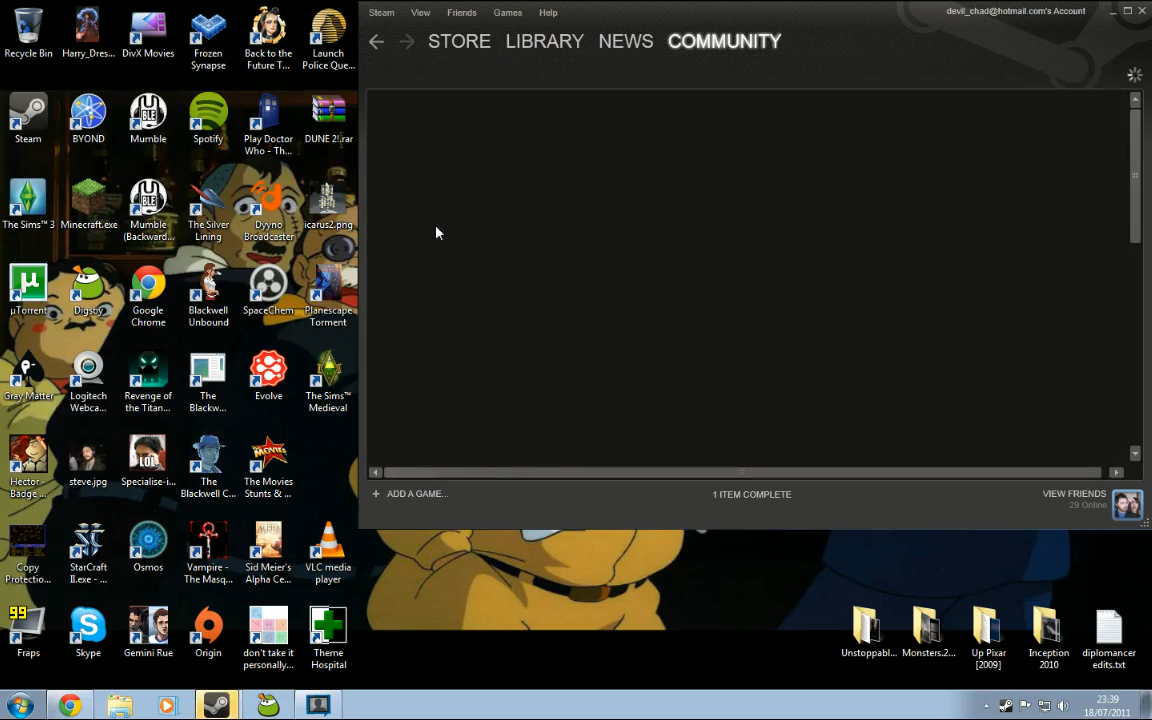 Steam View Friends Games Help
devil_chad@hotmail.com's Account
STORE LIBRARY NEWS COMMUNITY
Recycle Bin
Harry_Dres...
DivX Movies
Frozen
Synapse
Back to the
Future T...
Launch
Police Que...
Steam
BYOND
Mumble
Spotify
Play Doctor
Who - Th...
DUNE 2!.rar
The Sims™ 3
Minecraft.exe
Mumble
(Backward...
The Silver
Lining
Dyyno
Broadcaster
icarus2.png
µTorrent
Digsby
Google
Chrome
Blackwell
Unbound
SpaceChem
Planescape
Torment
Gray Matter
Logitech
Webca...
Revenge of
the Titan...
The
Blackw...
Evolve
The Sims™
Medieval
Hector -
Badge ...
steve.jpg
LOL
Specialise-i...
The
Blackwell C...
MOVIES
The Movies
Stunts & ...
+ ADD A GAME...
1 ITEM COMPLETE
VIEW FRIENDS
29 Online
Copy
Protectio...
StarCraft
II.exe - ...
Osmos
Vampire -
The Masq...
Sid Meier's
Alpha Ce...
VLC media
player
99
Fraps
Skype
Gemini Rue
Origin
don't take it
personally...
Theme
Hospital
Unstoppabl...
Monsters.2...
Up Pixar
[2009]
Inception
2010
diplomancer
edits.txt
23:39
18/07/2011